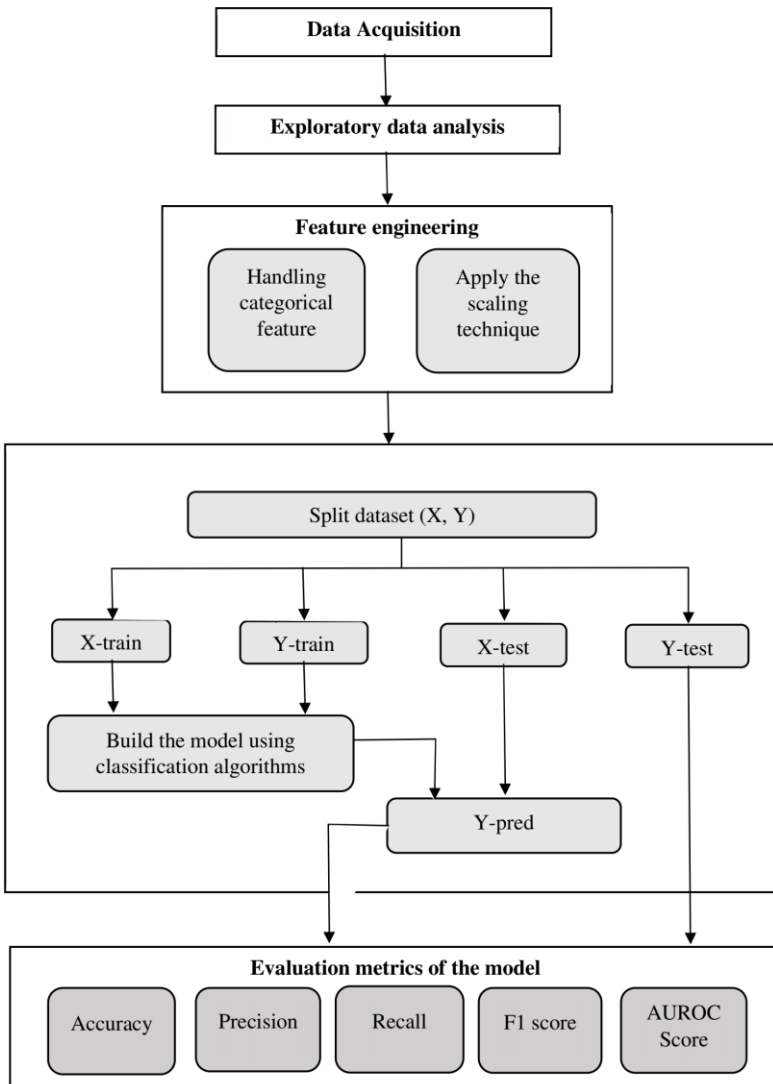 Data Acquisition
Exploratory data analysis
Feature engineering
Handling
categorical
feature
Apply the
scaling
technique
Split dataset (X, Y)
X-train
Y-train
X-test
Y-test
Build the model using
classification algorithms
Y-pred
Evaluation metrics of the model
Accuracy
Precision
Recall
F1 score
AUROC
Score